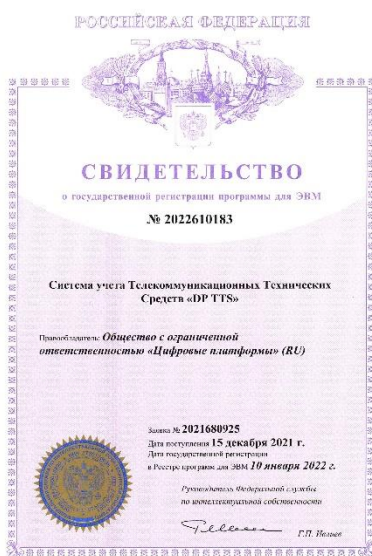 РОССИЙСКАЯ ФЕДЕРАЦИЯ
СВИДЕТЕЛЬСТВО
о государственной регистрации программы для ЭВМ
№ 2022610183
Система учета Телекоммуникационных Технических
Средств «DP TTS»
Правообладатель: Общество с ограниченной
ответственностью «Цифровые платформы» (RU)
Заявка № 2021680925
Дата поступления 15 декабря 2021 г.
Дата государственной регистрации
в Реестре программ для ЭВМ 10 января 2022 г.
Руководитель Федеральной службы
по интеллектуальной собственности
Г.П. Ивлиев